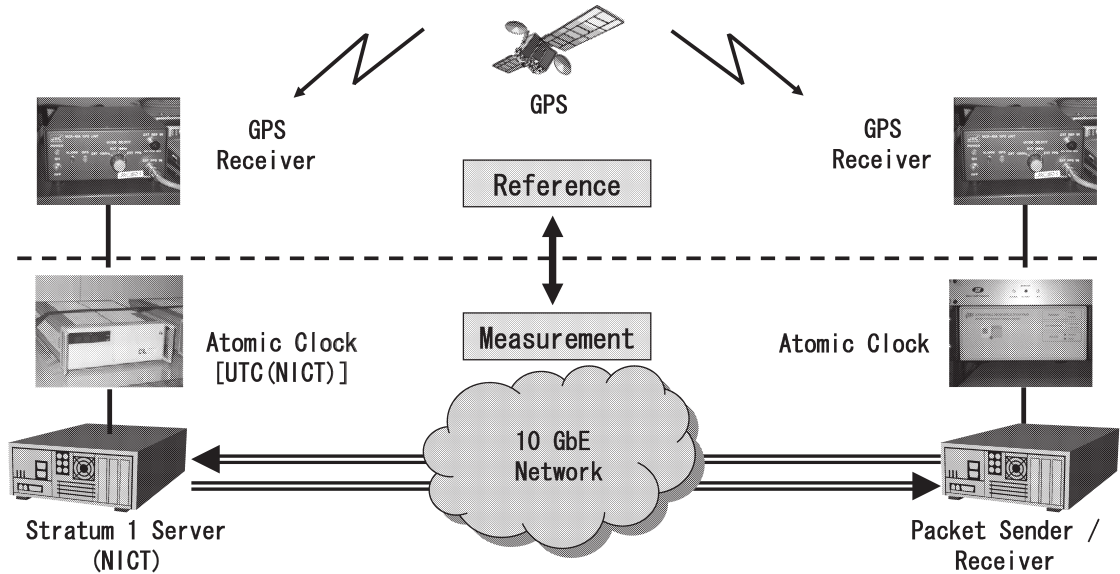 GPS
GPS
Receiver
GPS
Receiver
Reference
Measurement
Atomic Clock
[UTC(NICT)]
Atomic Clock
10 GbE
Network
Stratum 1 Server
(NICT)
Packet Sender /
Receiver